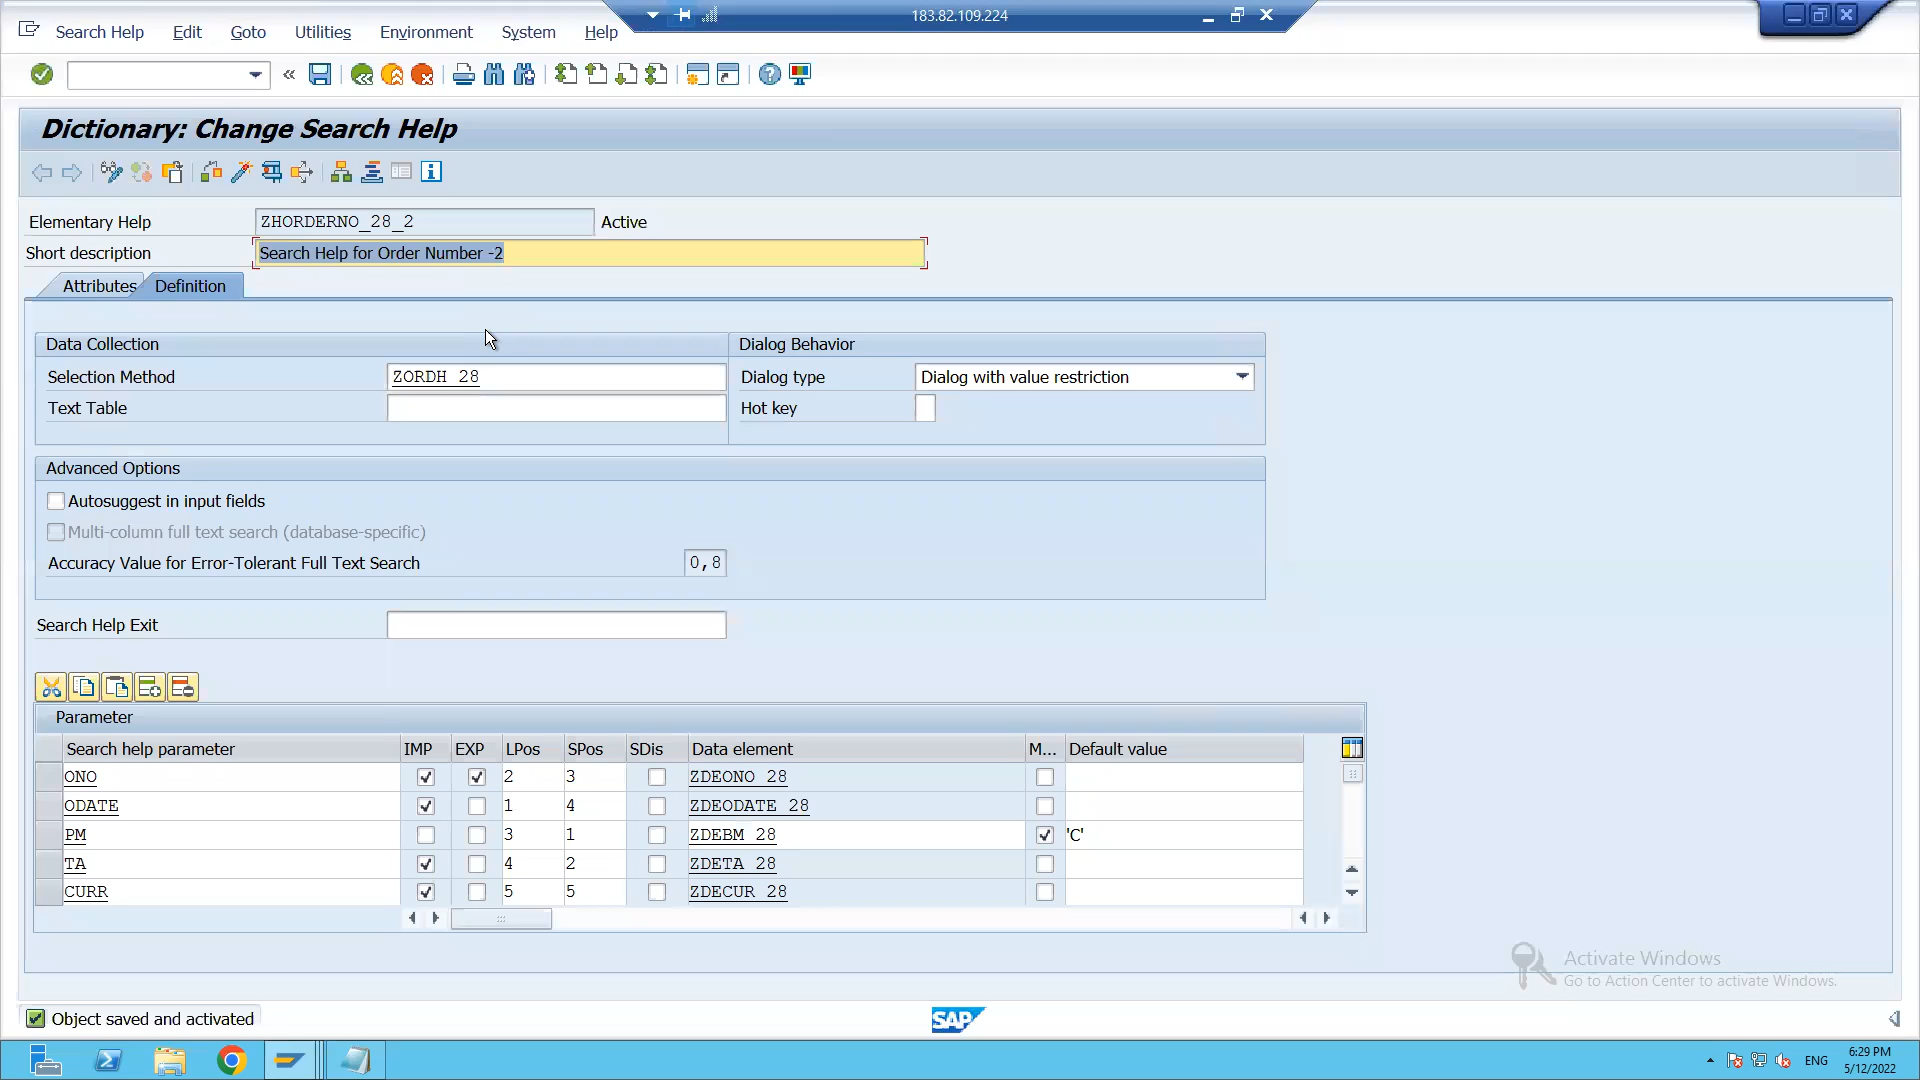 183.82.109.224
Search Help Edit Goto Utilities Environment System Help
Dictionary: Change Search Help
Elementary Help ZHORDERNO_28_2 Active
Short description Search Help for Order Number -2
Attributes Definition
Data Collection Dialog Behavior
Selection Method ZORDH_28 Dialog type Dialog with value restriction
Text Table Hot key
Advanced Options
Autosuggest in input fields
Multi-column full text search (database-specific)
Accuracy Value for Error-Tolerant Full Text Search 0,8
Search Help Exit
Parameter
Search help parameter IMP EXP LPos SPos SDis Data element M... Default value
ONO 2 3 ZDEONO_28
ODATE 1 4 ZDEODATE_28
PM 3 1 ZDEBM_28 'C'
TA 4 2 ZDETA_28
CURR 5 5 ZDECUR_28
Activate Windows
Go to Action Center to activate Windows.
Object saved and activated SAP
ENG 6:29 PM
5/12/2022